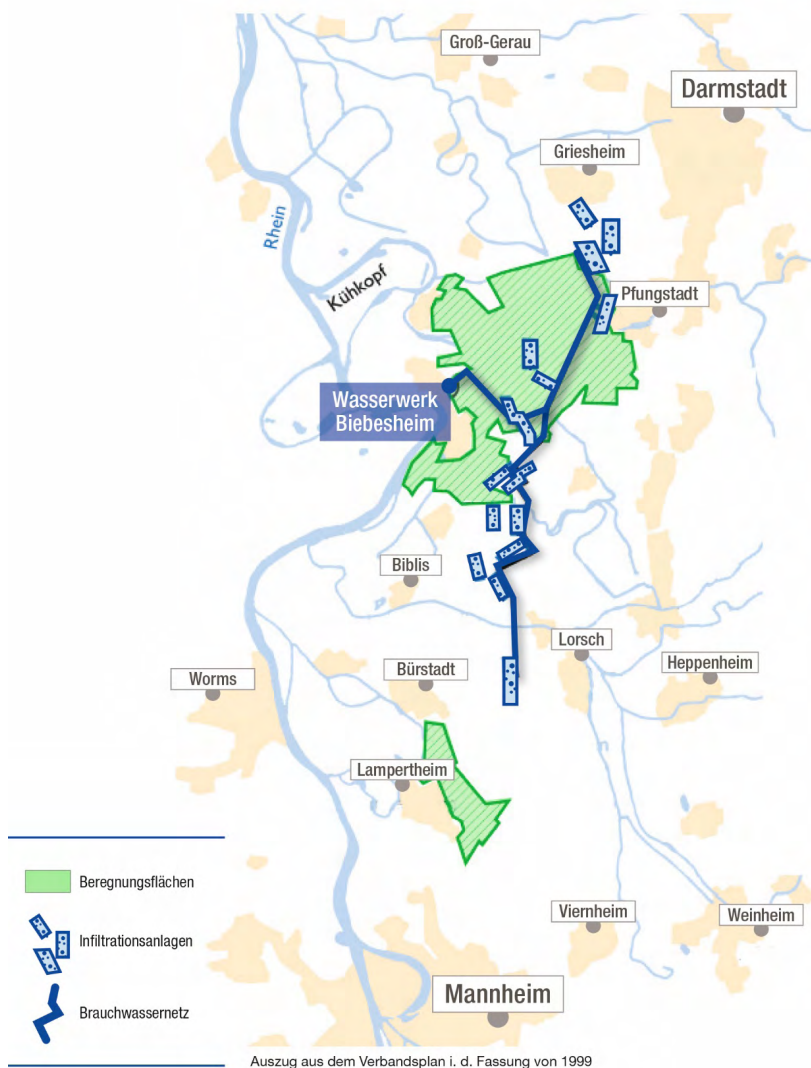 Groß-Gerau
Darmstadt
Griesheim
Rhein
Kühkopf
Pfungstadt
Wasserwerk
Biebesheim
Biblis
Lorsch
Heppenheim
Worms
Bürstadt
Lampertheim
Beregnungsflächen
Infiltrationsanlagen
Brauchwassernetz
Viernheim
Weinheim
Mannheim
Auszug aus dem Verbandsplan i. d. Fassung von 1999